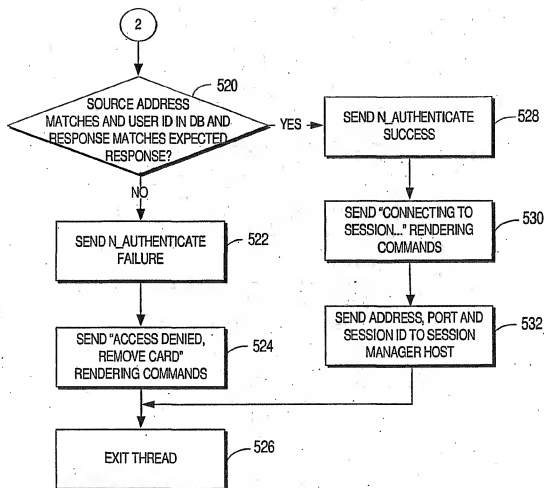 2
520
SOURCE ADDRESS
MATCHES AND USER ID IN DB AND
RESPONSE MATCHES EXPECTED
RESPONSE?
YES
NO
SEND N_AUTHENTICATE
SUCCESS
528
SEND N_AUTHENTICATE
FAILURE
522
SEND "CONNECTING TO
SESSION..." RENDERING
COMMANDS
530
SEND "ACCESS DENIED,
REMOVE CARD"
RENDERING COMMANDS
524
SEND ADDRESS, PORT AND
SESSION ID TO SESSION
MANAGER HOST
532
EXIT THREAD
526